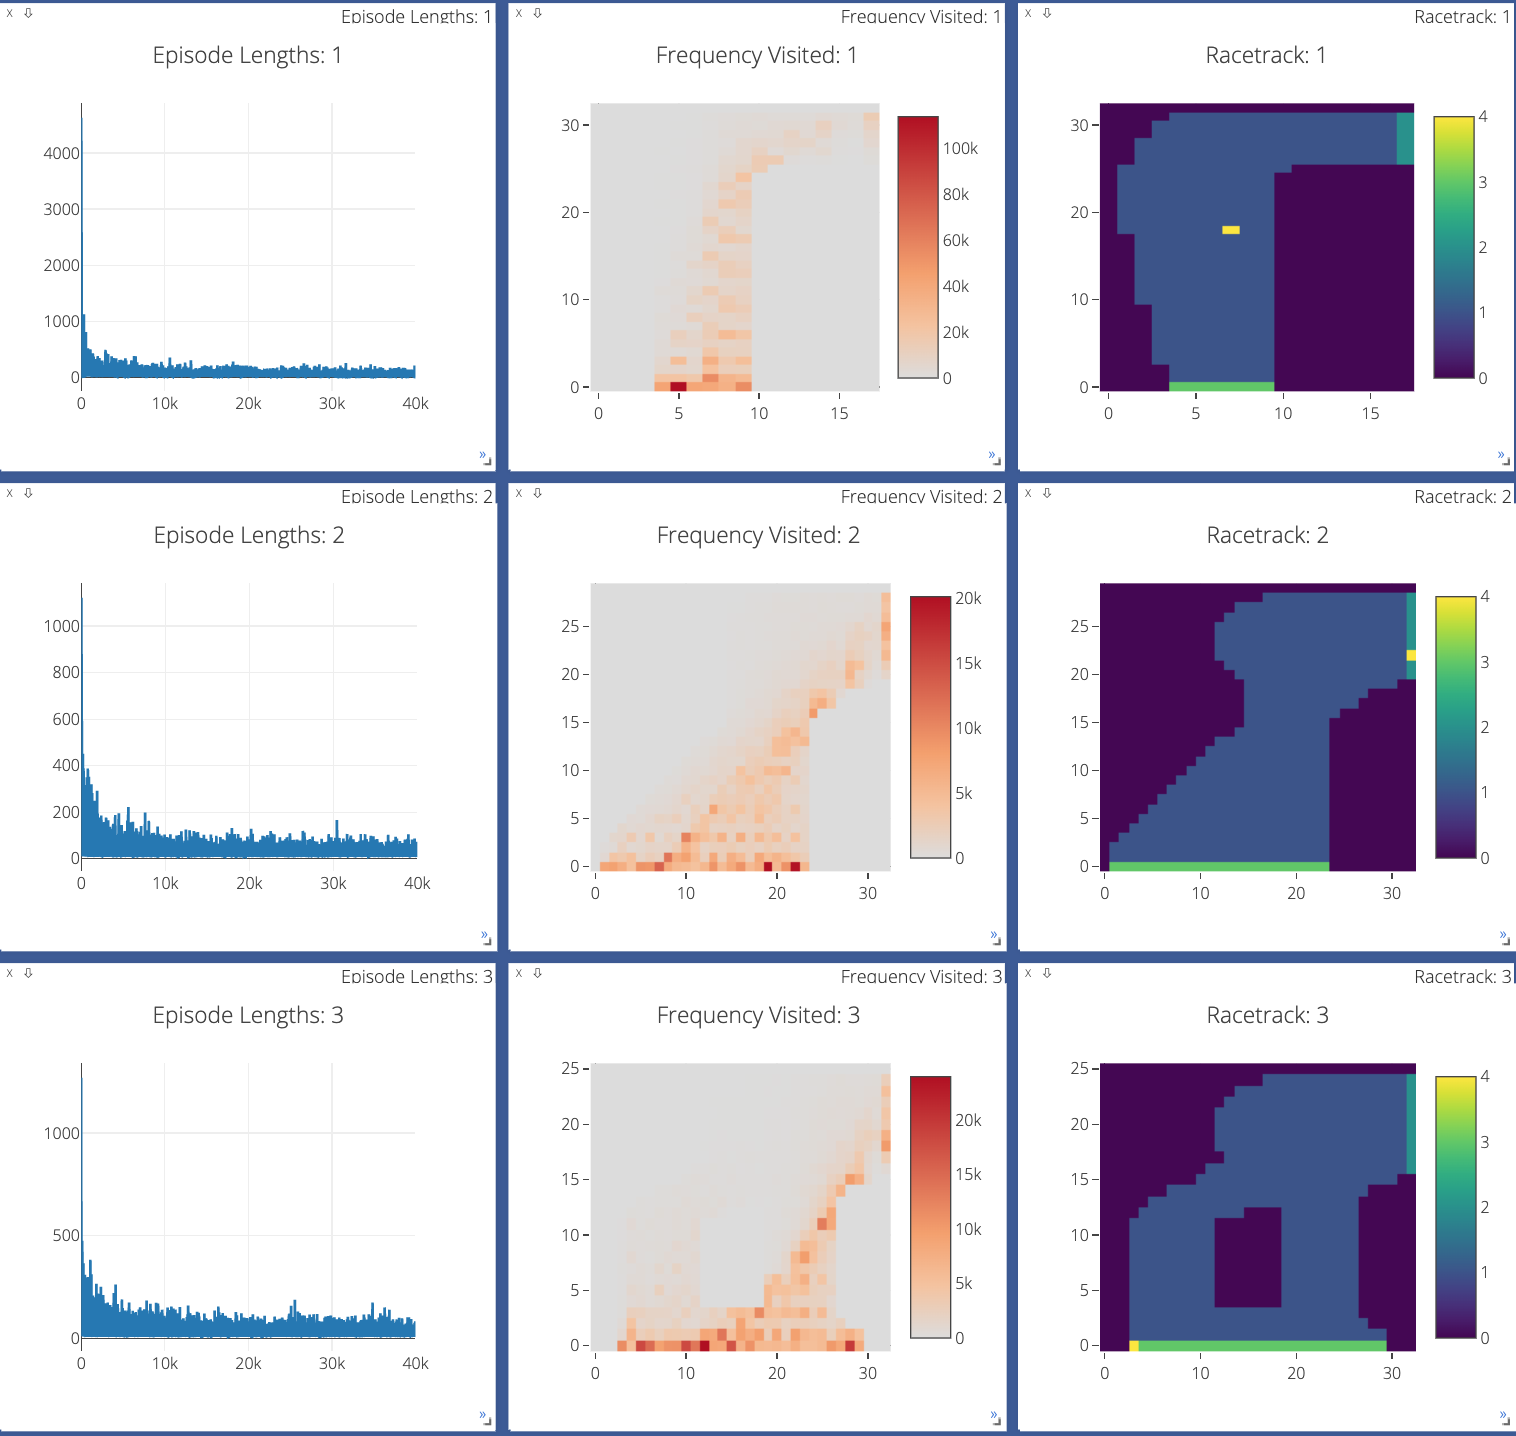 x ⇩ Episode Lengths: 1
Episode Lengths: 1
4000
3000
2000
1000
0
0 10k 20k 30k 40k
»
x ⇩ Frequency Visited: 1
Frequency Visited: 1
30
20
10
0
0 5 10 15
100k
80k
60k
40k
20k
0
»
x ⇩ Racetrack: 1
Racetrack: 1
30
20
10
0
0 5 10 15
4
3
2
1
0
»
x ⇩ Episode Lengths: 2
Episode Lengths: 2
1000
800
600
400
200
0
0 10k 20k 30k 40k
»
x ⇩ Frequency Visited: 2
Frequency Visited: 2
25
20
15
10
5
0
0 10 20 30
20k
15k
10k
5k
0
»
x ⇩ Racetrack: 2
Racetrack: 2
25
20
15
10
5
0
0 10 20 30
4
3
2
1
0
»
x ⇩ Episode Lengths: 3
Episode Lengths: 3
1000
500
0
0 10k 20k 30k 40k
»
x ⇩ Frequency Visited: 3
Frequency Visited: 3
25
20
15
10
5
0
0 10 20 30
20k
15k
10k
5k
0
»
x ⇩ Racetrack: 3
Racetrack: 3
25
20
15
10
5
0
0 10 20 30
4
3
2
1
0
»